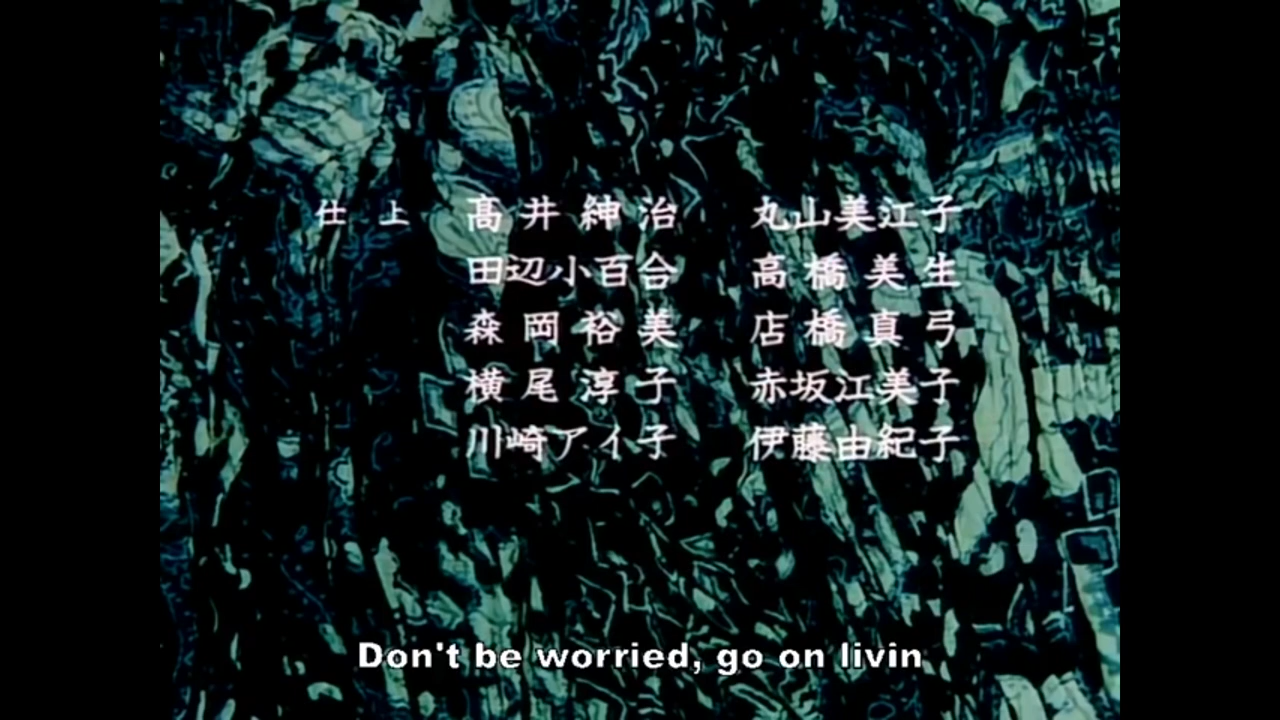 仕上 髙井紳治 丸山美江子
田辺小百合 高橋美生
森岡裕美 店橋真弓
横尾淳子 赤坂江美子
川崎アイ子 伊藤由紀子
Don't be worried, go on livin